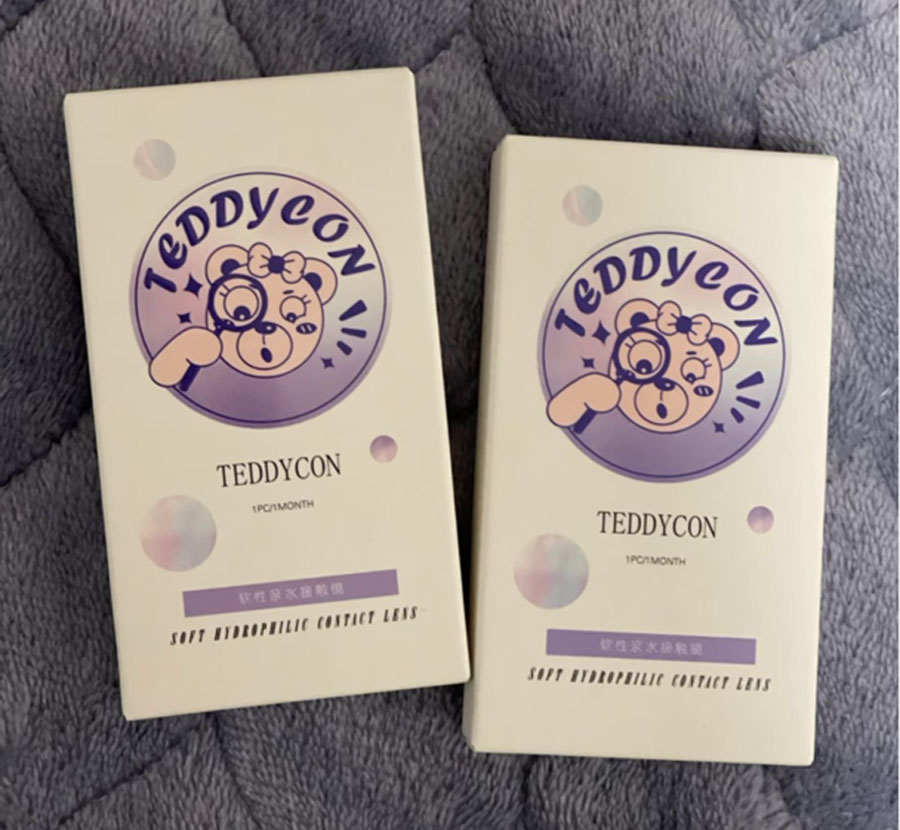 TEDDYCON
TEDDYCON
1PC/1MONTH
软性亲水接触镜
SOFT HYDROPHILIC CONTACT LENS
TEDDYCON
TEDDYCON
1PC/1MONTH
软性亲水接触镜
SOFT HYDROPHILIC CONTACT LENS